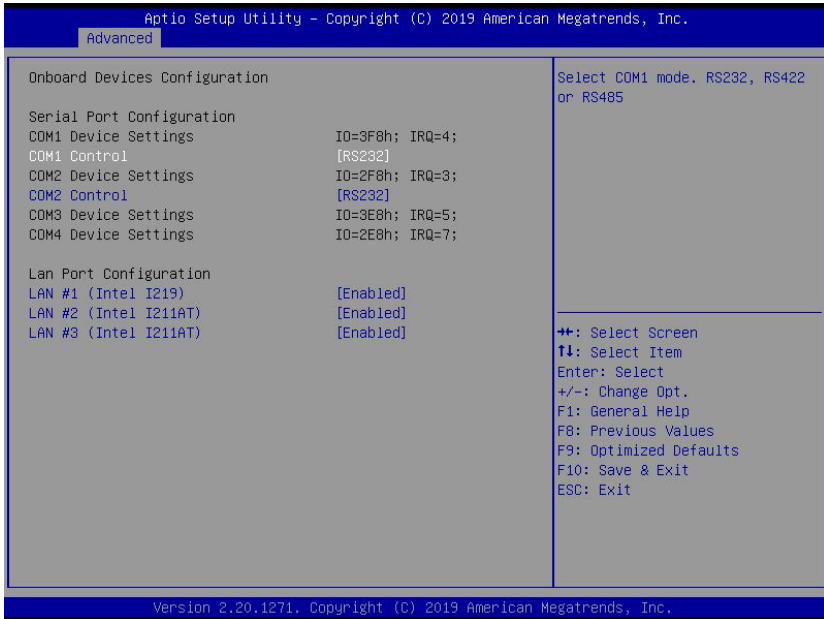 Aptio Setup Utility – Copyright (C) 2019 American Megatrends, Inc.
Advanced
Onboard Devices Configuration
Serial Port Configuration
COM1 Device Settings IO=3F8h; IRQ=4;
COM1 Control [RS232]
COM2 Device Settings IO=2F8h; IRQ=3;
COM2 Control [RS232]
COM3 Device Settings IO=3E8h; IRQ=5;
COM4 Device Settings IO=2E8h; IRQ=7;
Lan Port Configuration
LAN #1 (Intel I219) [Enabled]
LAN #2 (Intel I211AT) [Enabled]
LAN #3 (Intel I211AT) [Enabled]
Select COM1 mode. RS232, RS422
or RS485
→←: Select Screen
↑↓: Select Item
Enter: Select
+/-: Change Opt.
F1: General Help
F8: Previous Values
F9: Optimized Defaults
F10: Save & Exit
ESC: Exit
Version 2.20.1271. Copyright (C) 2019 American Megatrends, Inc.